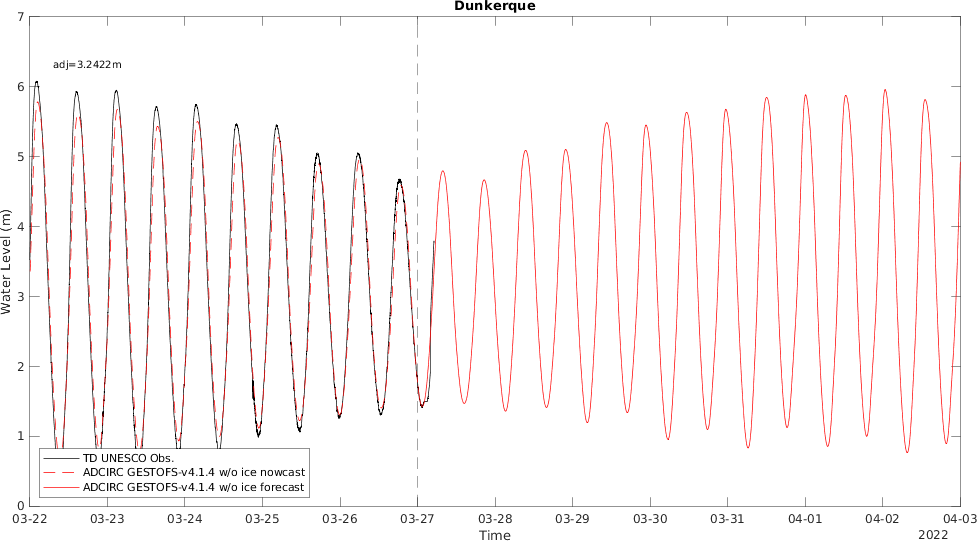 Dunkerque
7
adj=3.2422m
6
5
4
3
2
1
0
Water Level (m)
TD UNESCO Obs.
ADCIRC GESTOFS-v4.1.4 w/o ice nowcast
ADCIRC GESTOFS-v4.1.4 w/o ice forecast
03-22 03-23 03-24 03-25 03-26 03-27 03-28 03-29 03-30 03-31 04-01 04-02 04-03
Time
2022